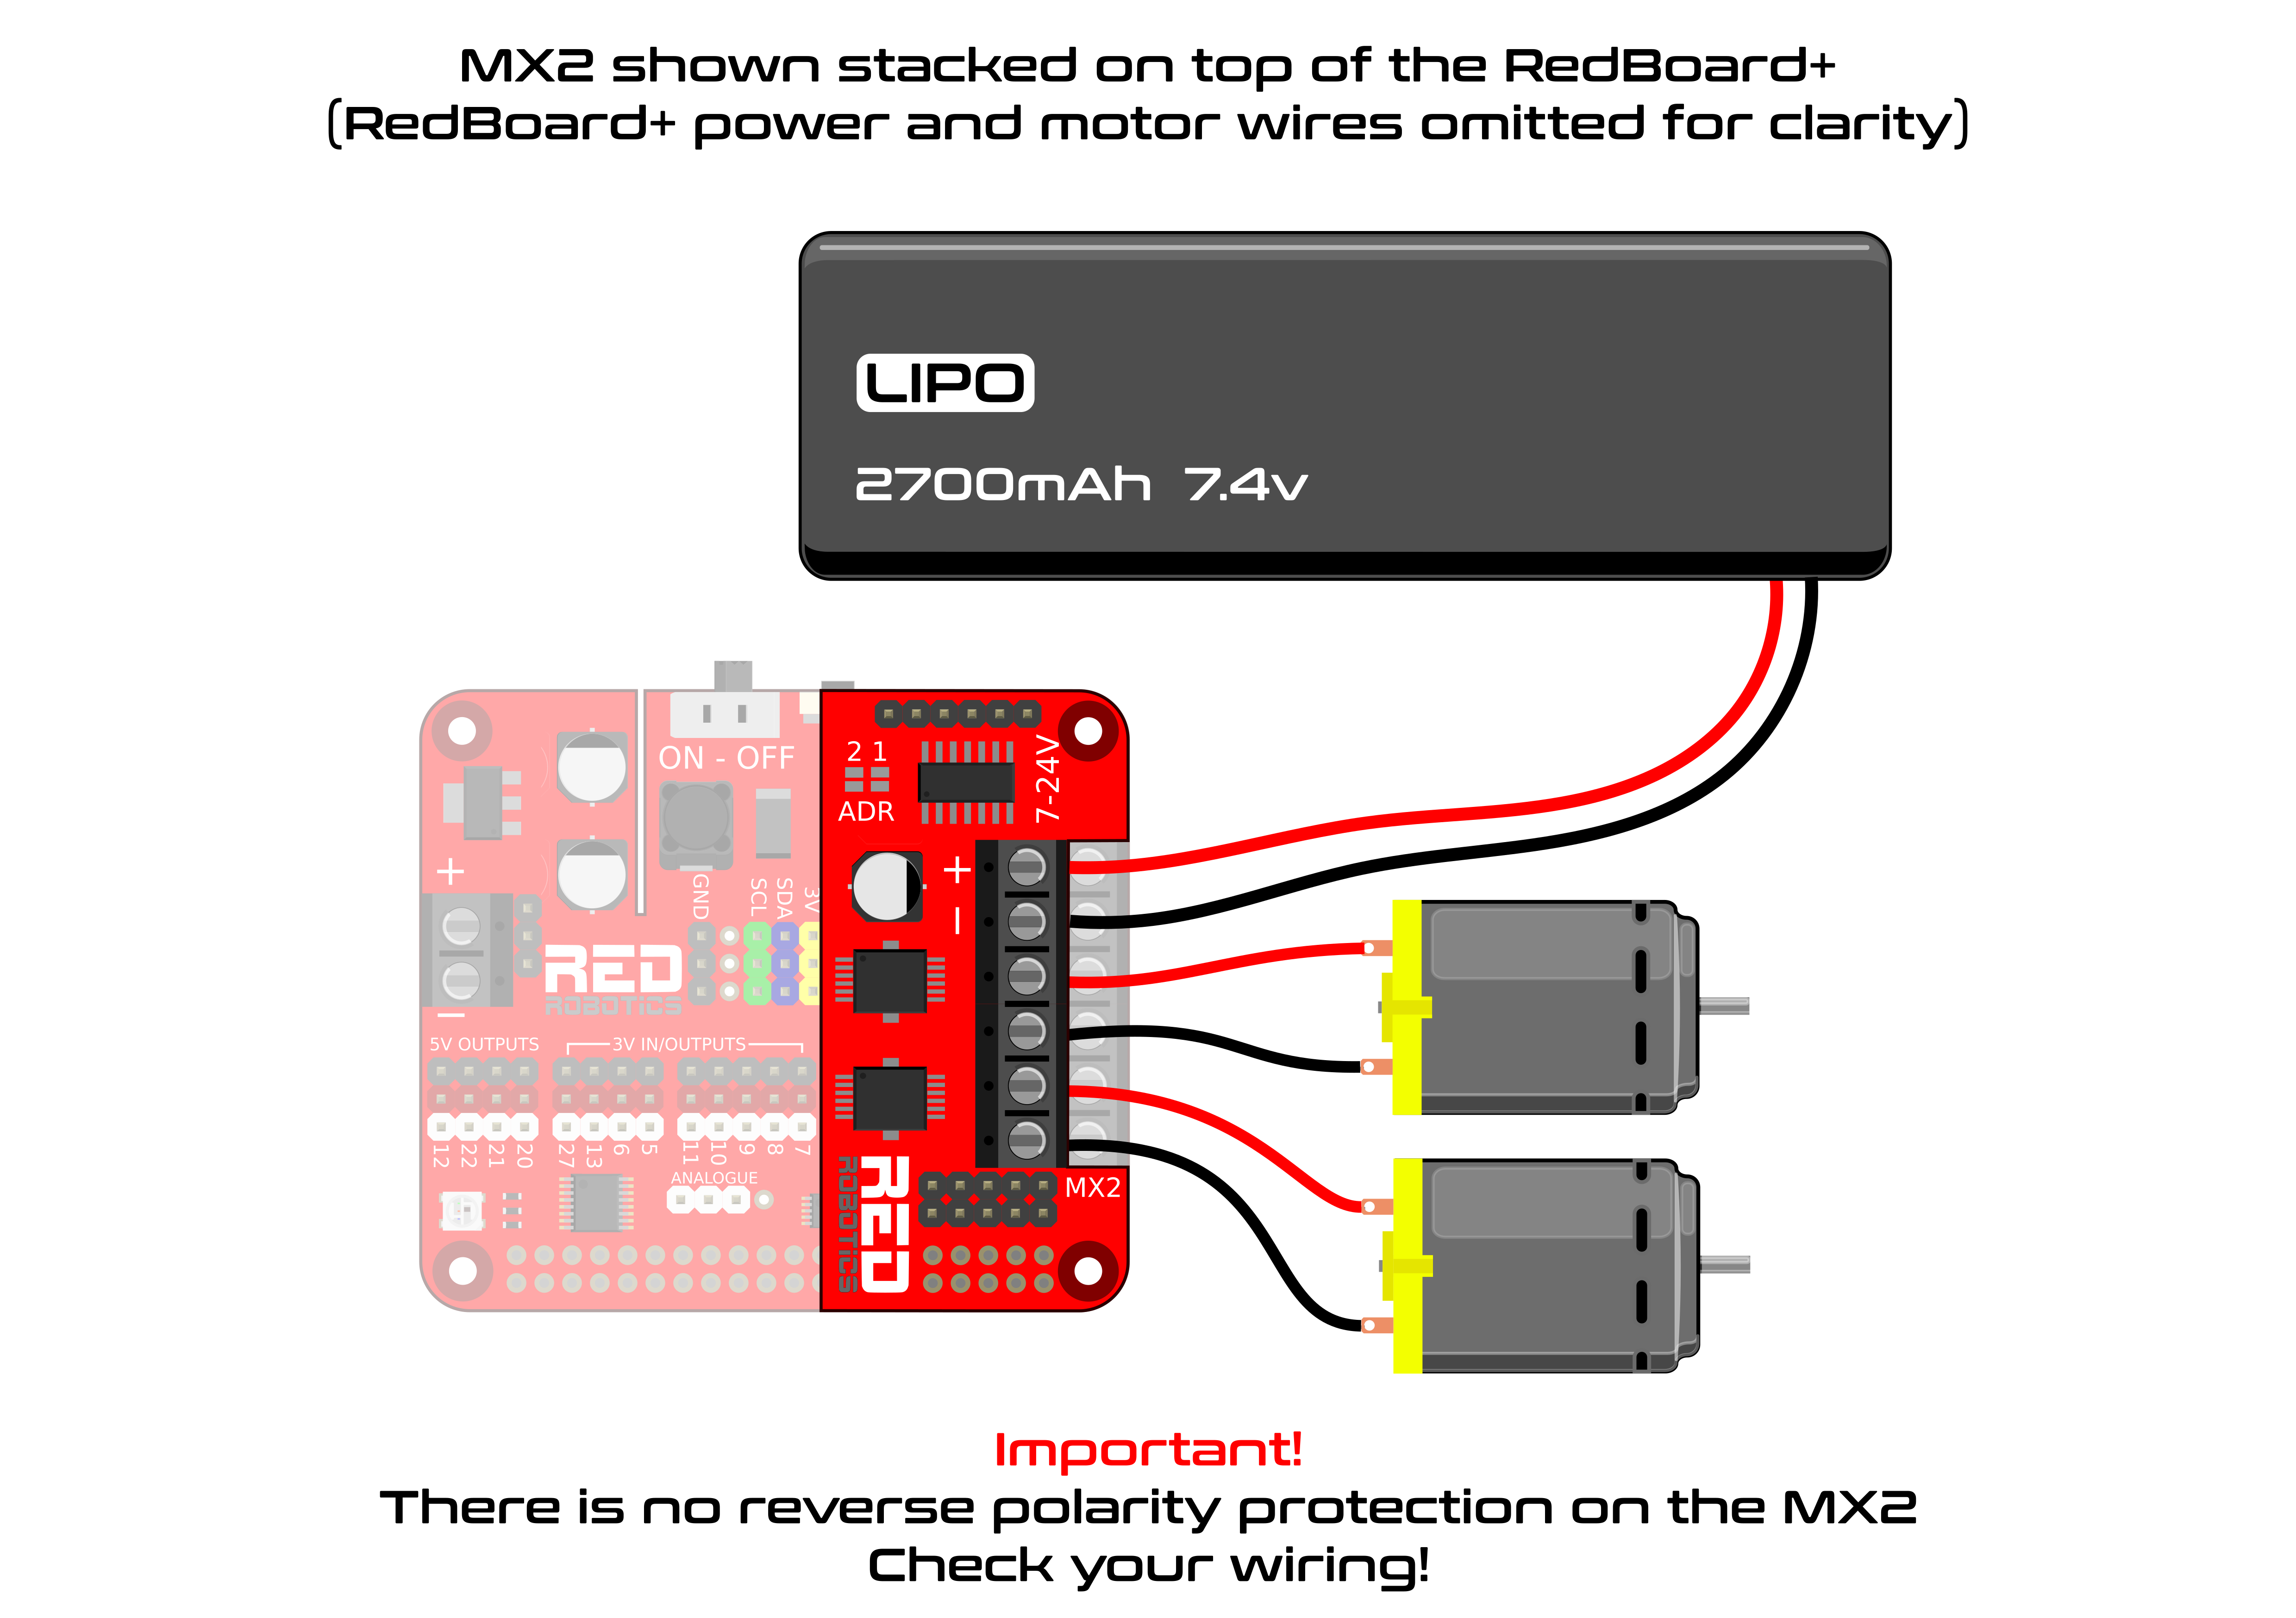 MX2 shown stacked on top of the RedBoard+
(RedBoard+ power and motor wires omitted for clarity)
LIPO
2700mAh 7.4v
ON - OFF
2 1
ADR
7-24V
+
−
+
−
GND
SCL
SDA
3V
RED
ROBOTICS
5V OUTPUTS
3V IN/OUTPUTS
12 22 21 20 27 13 6 5 11 10 9 8 7
ANALOGUE
RED
ROBOTICS
MX2
Important!
There is no reverse polarity protection on the MX2
Check your wiring!